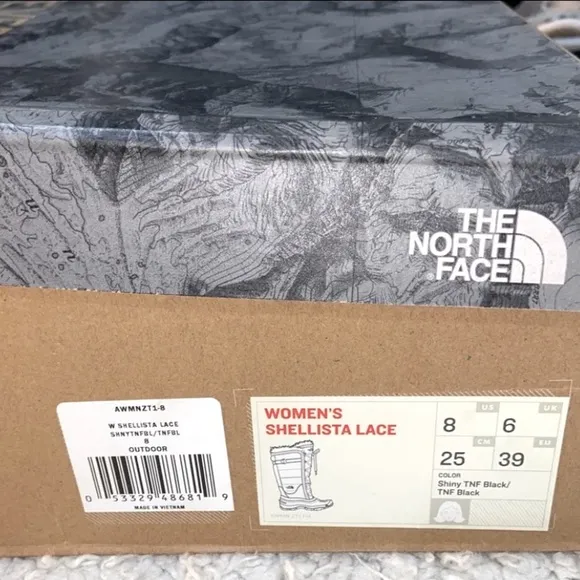 THE
NORTH
FACE
AWMNZT1-8
W SHELLISTA LACE
SHNYTNFBL/TNFBL
8
OUTDOOR
0 53329 48681 9
MADE IN VIETNAM
WOMEN'S
SHELLISTA LACE
8 US 6 UK
25 CM 39 EU
COLOR
Shiny TNF Black/
TNF Black